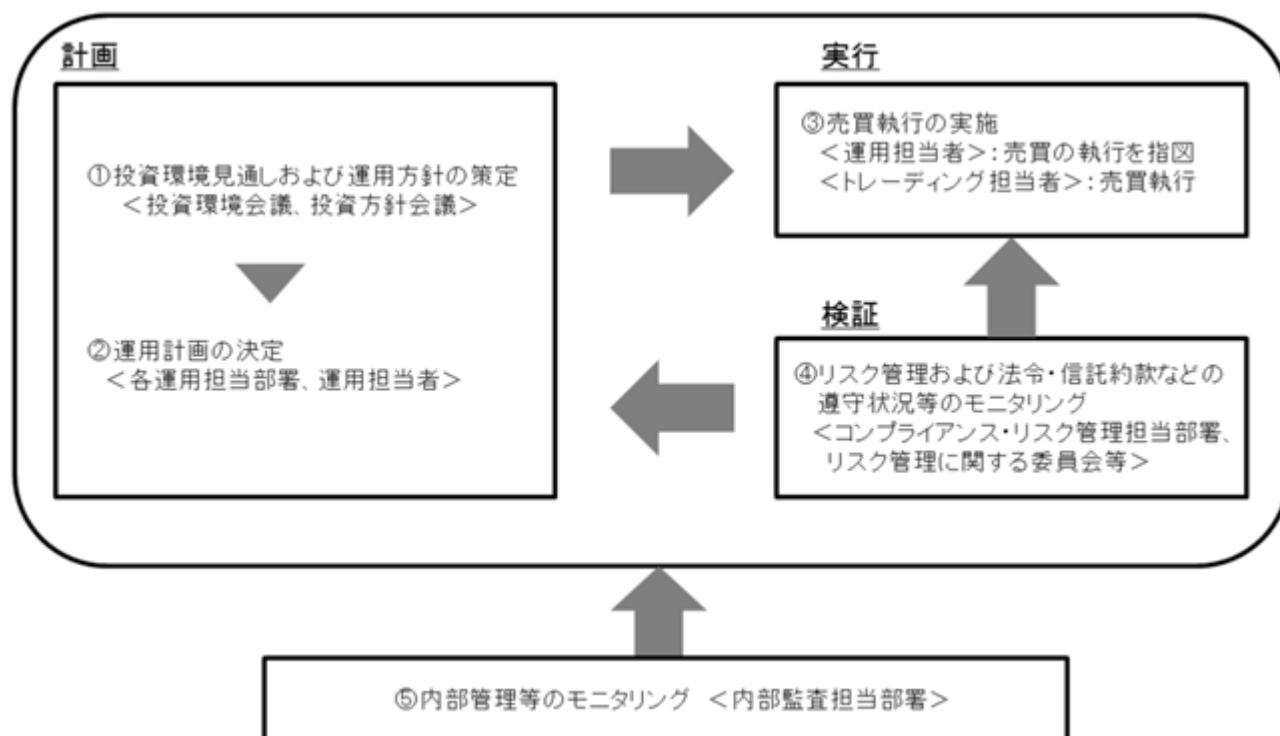 計画
①投資環境見通しおよび運用方針の策定
＜投資環境会議、投資方針会議＞
②運用計画の決定
＜各運用担当部署、運用担当者＞
実行
③売買執行の実施
＜運用担当者＞：売買の執行を指図
＜トレーディング担当者＞：売買執行
検証
④リスク管理および法令・信託約款などの
遵守状況等のモニタリング
＜コンプライアンス・リスク管理担当部署、
リスク管理に関する委員会等＞
⑤内部管理等のモニタリング ＜内部監査担当部署＞